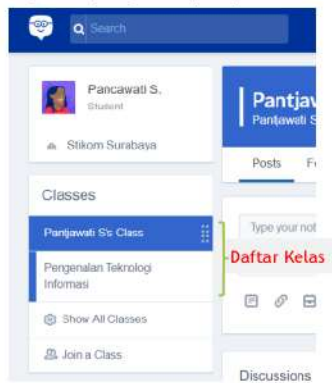 Search
Pancawati S.
Student
Stikom Surabaya
Classes
Pantjawati S's Class
Pengenalan Teknologi
Informasi
Show All Classes
Join a Class
Pantjaw
Pantjawati S
Posts
Type your not
Daftar Kelas
Discussions